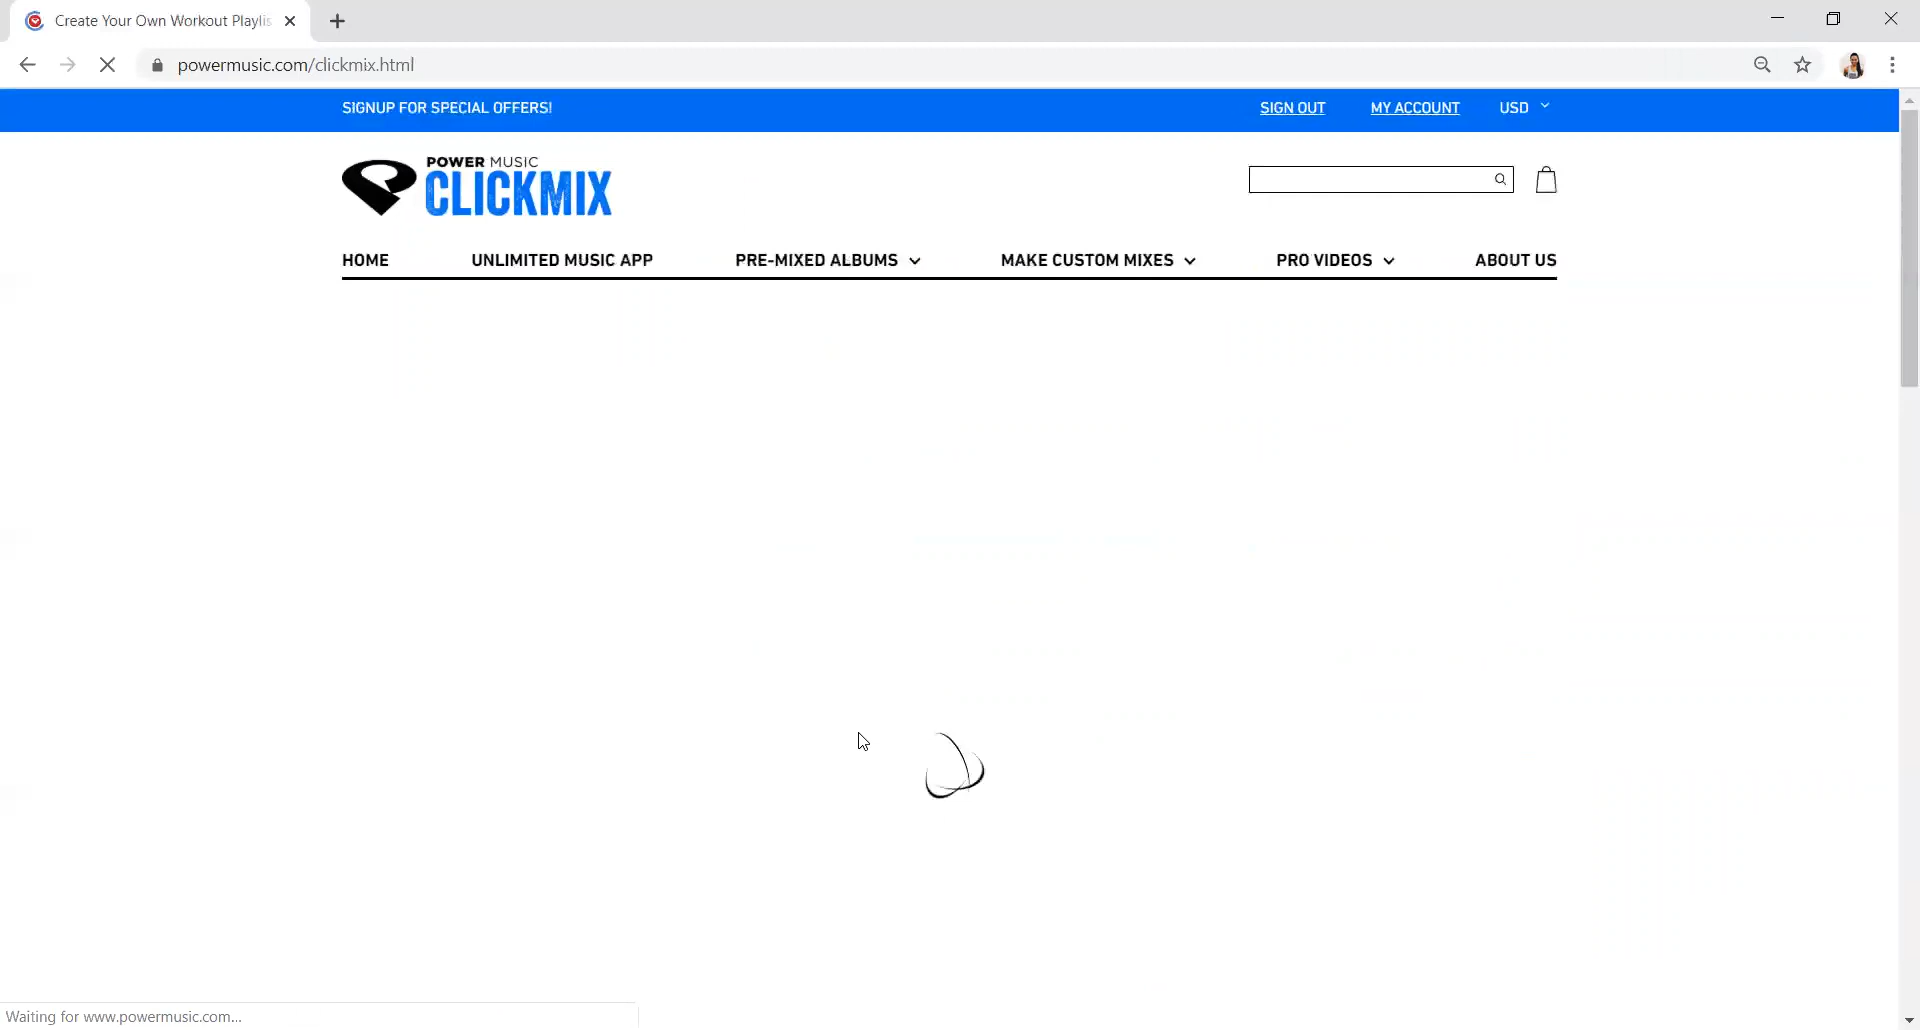 Create Your Own Workout Playlis
powermusic.com/clickmix.html
SIGNUP FOR SPECIAL OFFERS!
SIGN OUT
MY ACCOUNT
USD
POWER MUSIC
CLICKMIX
HOME
UNLIMITED MUSIC APP
PRE-MIXED ALBUMS
MAKE CUSTOM MIXES
PRO VIDEOS
ABOUT US
Waiting for www.powermusic.com...